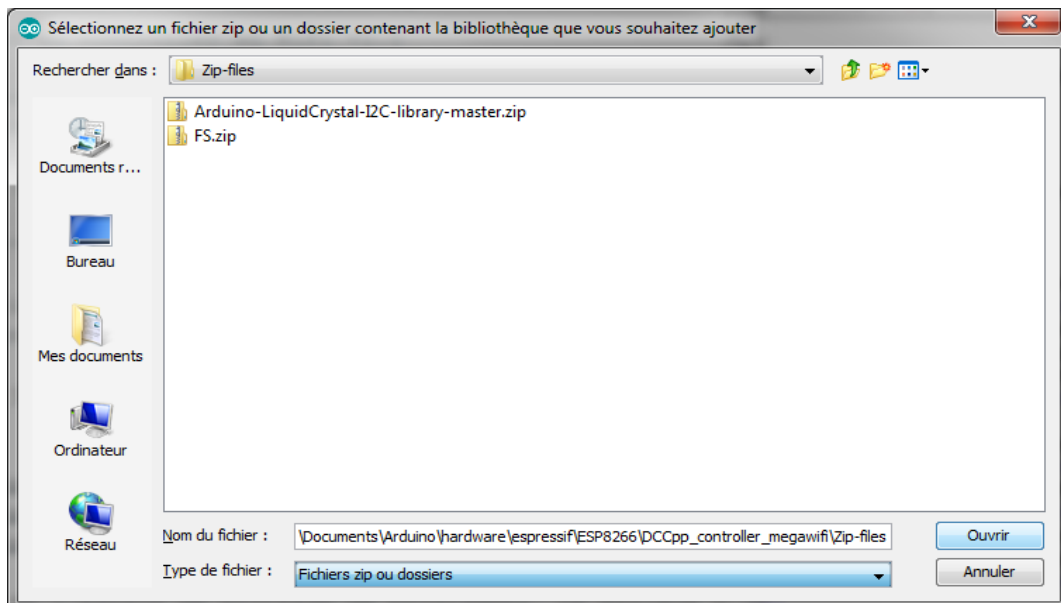 Sélectionnez un fichier zip ou un dossier contenant la bibliothèque que vous souhaitez ajouter
Rechercher dans :
Zip-files
Arduino-LiquidCrystal-I2C-library-master.zip
FS.zip
Documents r...
Bureau
Mes documents
Ordinateur
Réseau
Nom du fichier :
\Documents\Arduino\hardware\espressif\ESP8266\DCCpp_controller_megawifi\Zip-files
Ouvrir
Type de fichier :
Fichiers zip ou dossiers
Annuler